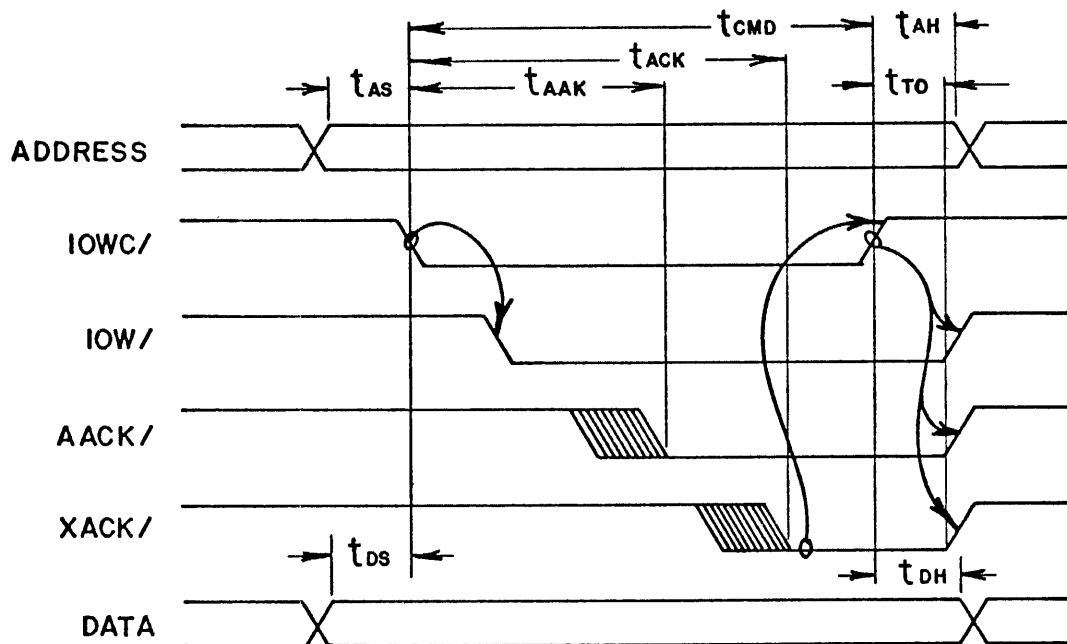 tCMD
tAH
tACK
tAS
tAAK
tTO
ADDRESS
IOWC/
IOW/
AACK/
XACK/
tDS
tDH
DATA